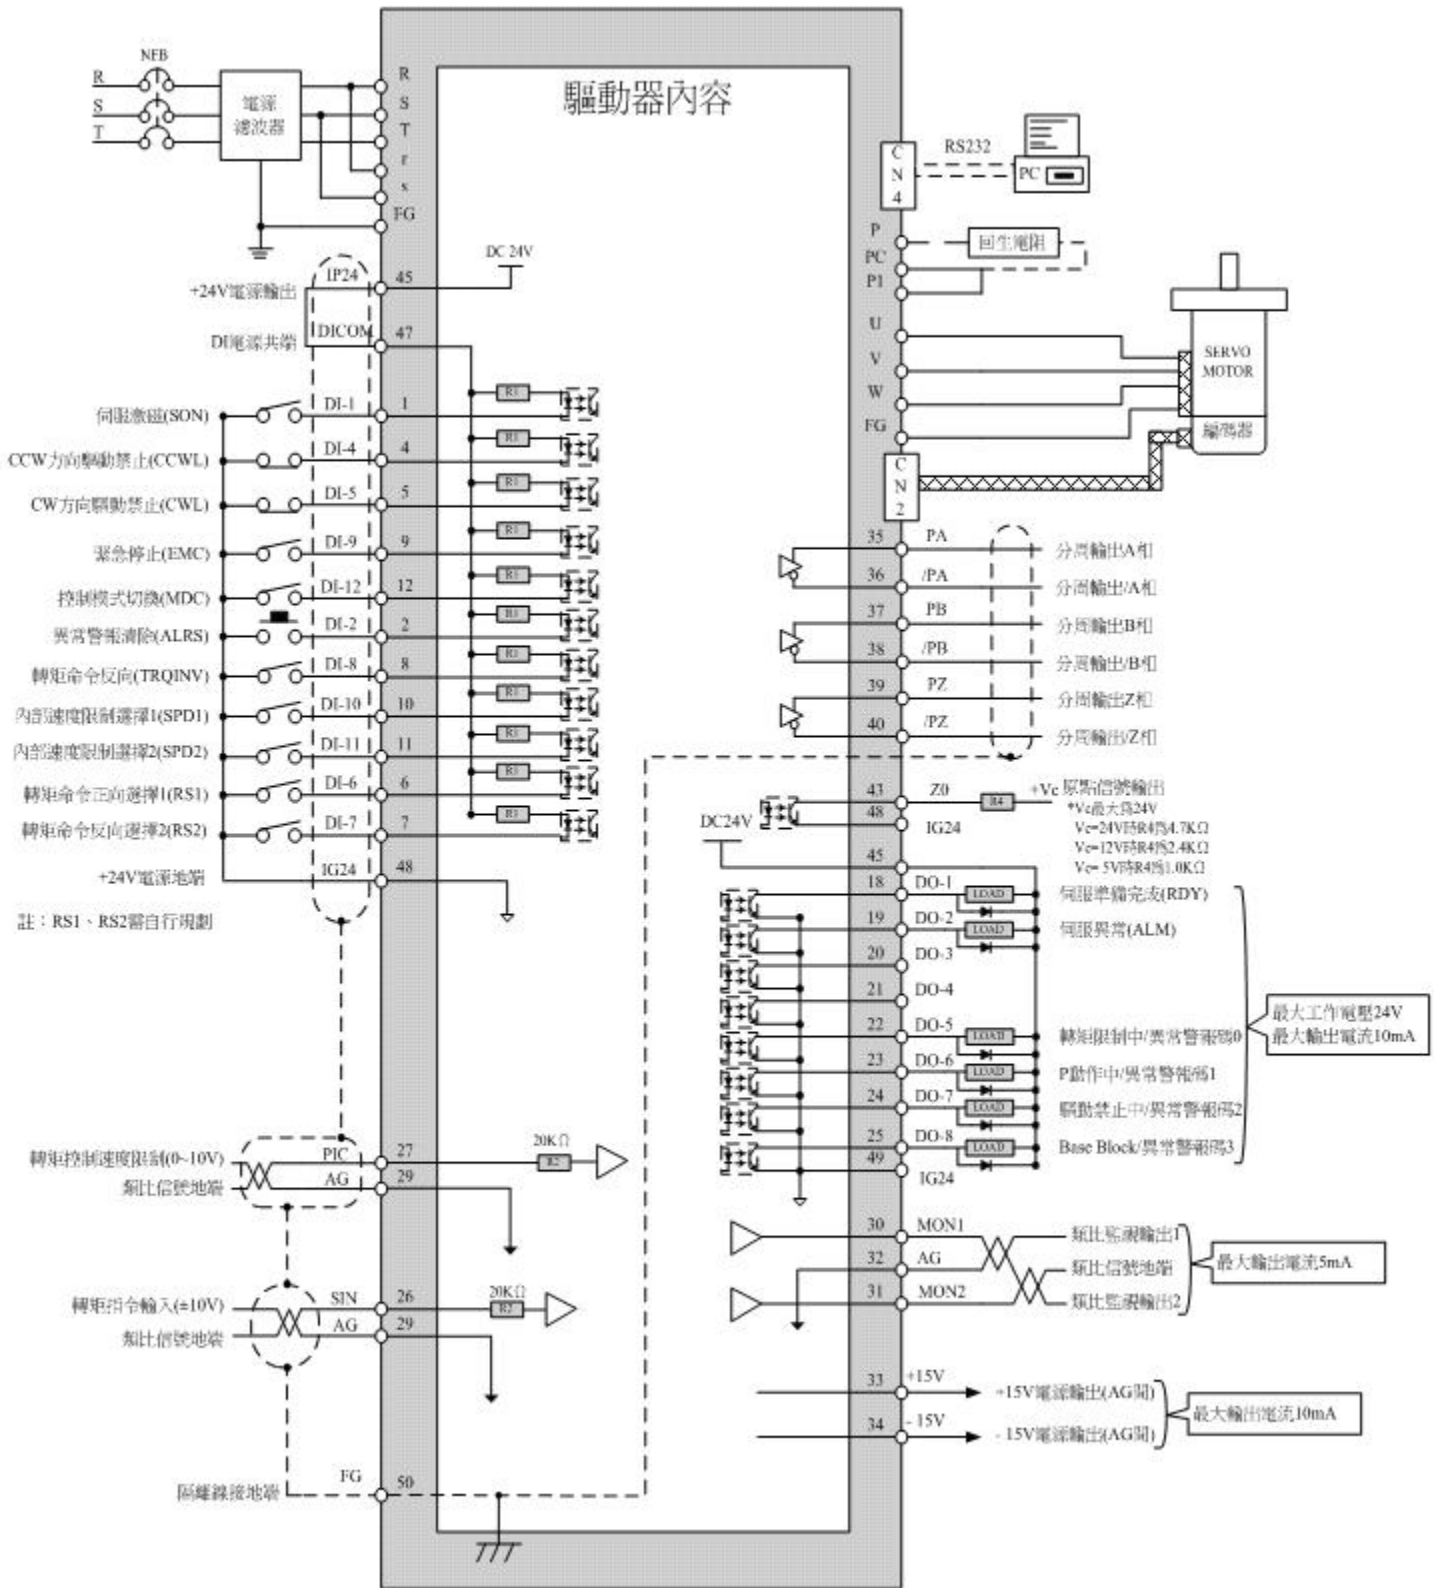 驅動器內容
NFB
R
S
T
電源
濾波器
R
S
T
r
s
FG
DC 24V
IP24
45
+24V電源輸出
DICOM
47
DI電源共端
R1
伺服激磁(SON)
DI-1
1
R1
CCW方向驅動禁止(CCWL)
DI-4
4
R1
CW方向驅動禁止(CWL)
DI-5
5
R1
緊急停止(EMC)
DI-9
9
R1
控制模式切換(MDC)
DI-12
12
R1
異常警報清除(ALRS)
DI-2
2
R1
轉矩命令反向(TRQINV)
DI-8
8
R1
內部速度限制選擇1(SPD1)
DI-10
10
R1
內部速度限制選擇2(SPD2)
DI-11
11
R1
轉矩命令正向選擇1(RS1)
DI-6
6
R1
轉矩命令反向選擇2(RS2)
DI-7
7
+24V電源地端
IG24
48
註：RS1、RS2需自行規劃
轉矩控制速度限制(0~10V)
PIC
27
20KΩ
R2
類比信號地端
AG
29
轉矩指令輸入(±10V)
SIN
26
20KΩ
R2
類比信號地端
AG
29
隔離線接地端
FG
50
CN4
RS232
PC
P
回生電阻
PC
P1
U
V
W
FG
SERVO
MOTOR
編碼器
CN2
35
PA
分周輸出A相
36
/PA
分周輸出/A相
37
PB
分周輸出B相
38
/PB
分周輸出/B相
39
PZ
分周輸出Z相
40
/PZ
分周輸出/Z相
43
Z0
R4
+Vc
原點信號輸出
*Vc最大為24V
Vc=24V時R4為4.7KΩ
Vc=12V時R4為2.4KΩ
Vc= 5V時R4為1.0KΩ
48
IG24
DC24V
45
18
DO-1
LOAD
伺服準備完成(RDY)
19
DO-2
LOAD
伺服異常(ALM)
20
DO-3
21
DO-4
22
DO-5
LOAD
轉矩限制中/異常警報碼0
23
DO-6
LOAD
P動作中/異常警報碼1
24
DO-7
LOAD
驅動禁止中/異常警報碼2
25
DO-8
LOAD
Base Block/異常警報碼3
49
IG24
最大工作電壓24V
最大輸出電流10mA
30
MON1
類比監視輸出1
32
AG
類比信號地端
31
MON2
類比監視輸出2
最大輸出電流5mA
33
+15V
+15V電源輸出(AG間)
34
- 15V
- 15V電源輸出(AG間)
最大輸出電流10mA